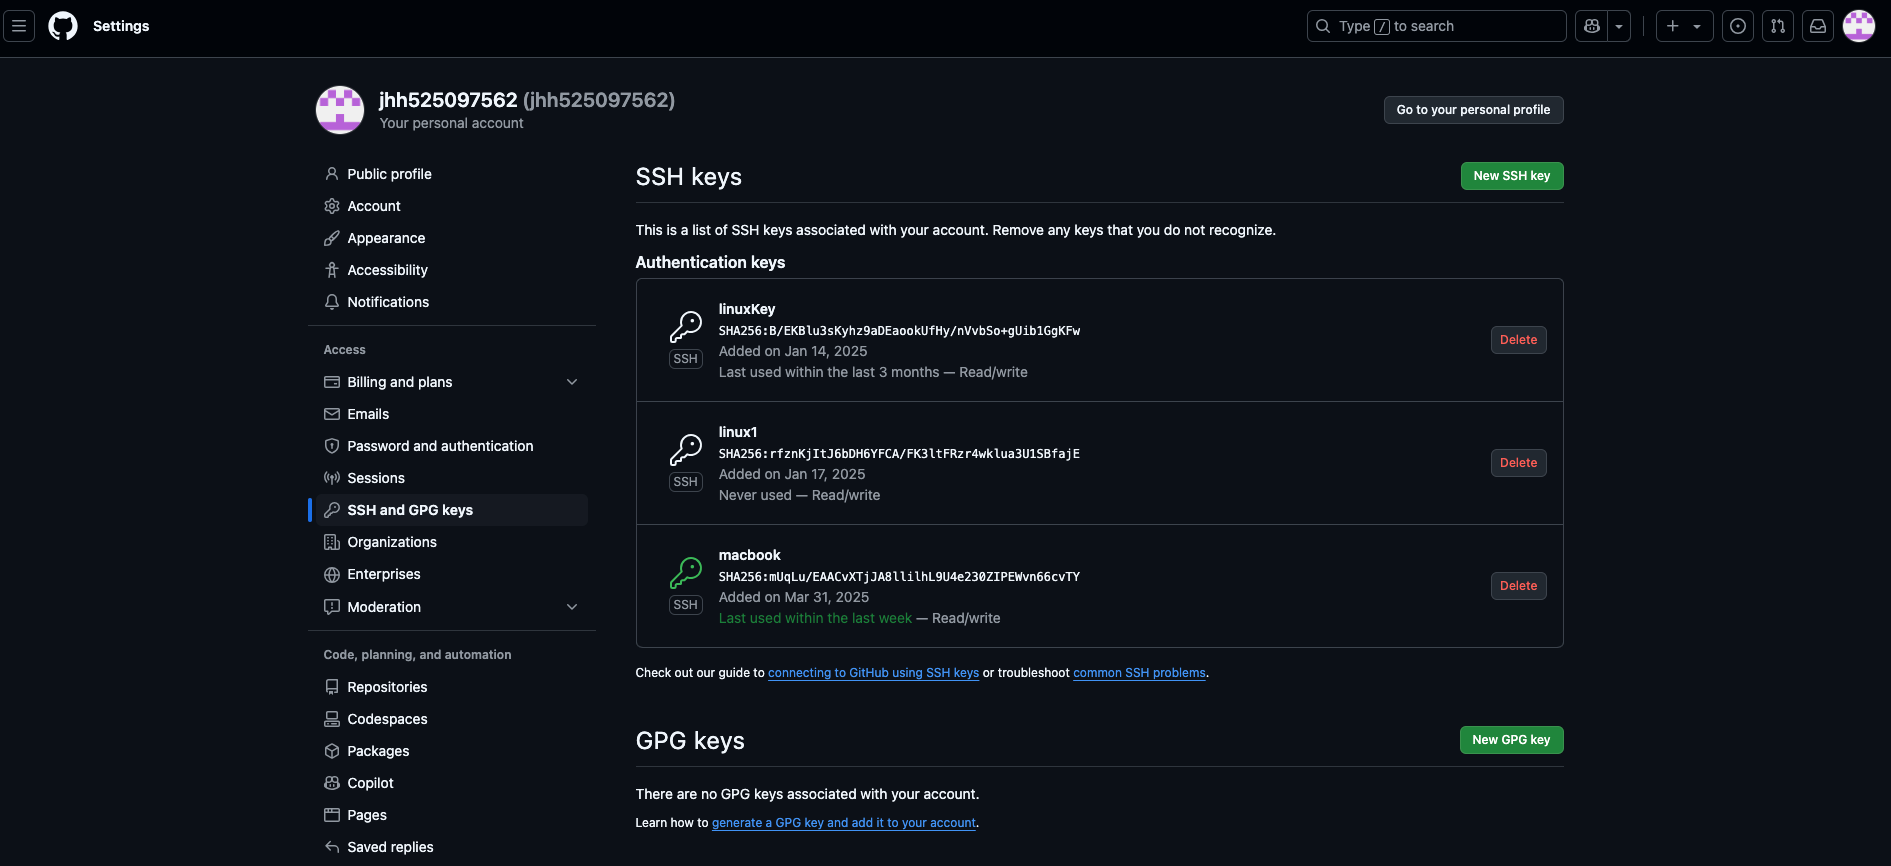 Settings
Type / to search
jhh525097562 (jhh525097562)
Your personal account
Go to your personal profile
Public profile
Account
Appearance
Accessibility
Notifications
Access
Billing and plans
Emails
Password and authentication
Sessions
SSH and GPG keys
Organizations
Enterprises
Moderation
Code, planning, and automation
Repositories
Codespaces
Packages
Copilot
Pages
Saved replies
SSH keys
New SSH key
This is a list of SSH keys associated with your account. Remove any keys that you do not recognize.
Authentication keys
linuxKey
SHA256:B/EKBlu3sKyhz9aDEaookUfHy/nVvbSo+gUib1GgKFw
Added on Jan 14, 2025
Last used within the last 3 months — Read/write
SSH
Delete
linux1
SHA256:rfznKjItJ6bDH6YFCA/FK3ltFRzr4wklua3U1SBfajE
Added on Jan 17, 2025
Never used — Read/write
SSH
Delete
macbook
SHA256:mUqLu/EAACvXTjJA8llilhL9U4e230ZIPEWvn66cvTY
Added on Mar 31, 2025
Last used within the last week — Read/write
SSH
Delete
Check out our guide to connecting to GitHub using SSH keys or troubleshoot common SSH problems.
GPG keys
New GPG key
There are no GPG keys associated with your account.
Learn how to generate a GPG key and add it to your account.